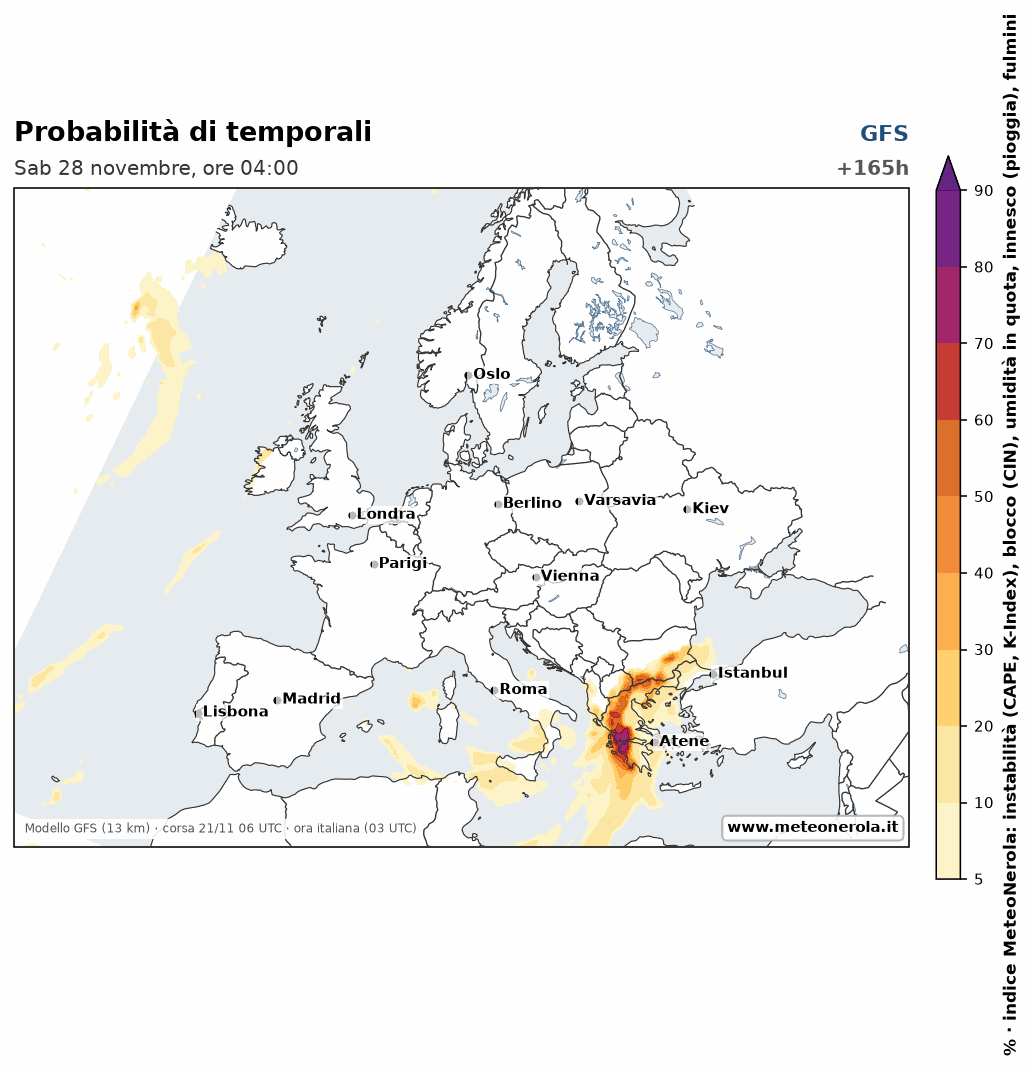 % · indice MeteoNerola: instabilità (CAPE, K-Index), blocco (CIN), umidità in quota, innesco (pioggia), fulmini
Probabilità di temporali
GFS
Sab 28 novembre, ore 04:00
+165h
90
80
70
60
50
40
30
20
10
5
Oslo
Berlino
Varsavia
Kiev
Londra
Parigi
Vienna
Istanbul
Roma
Madrid
Lisbona
Atene
Modello GFS (13 km) · corsa 21/11 06 UTC · ora italiana (03 UTC)
www.meteonerola.it